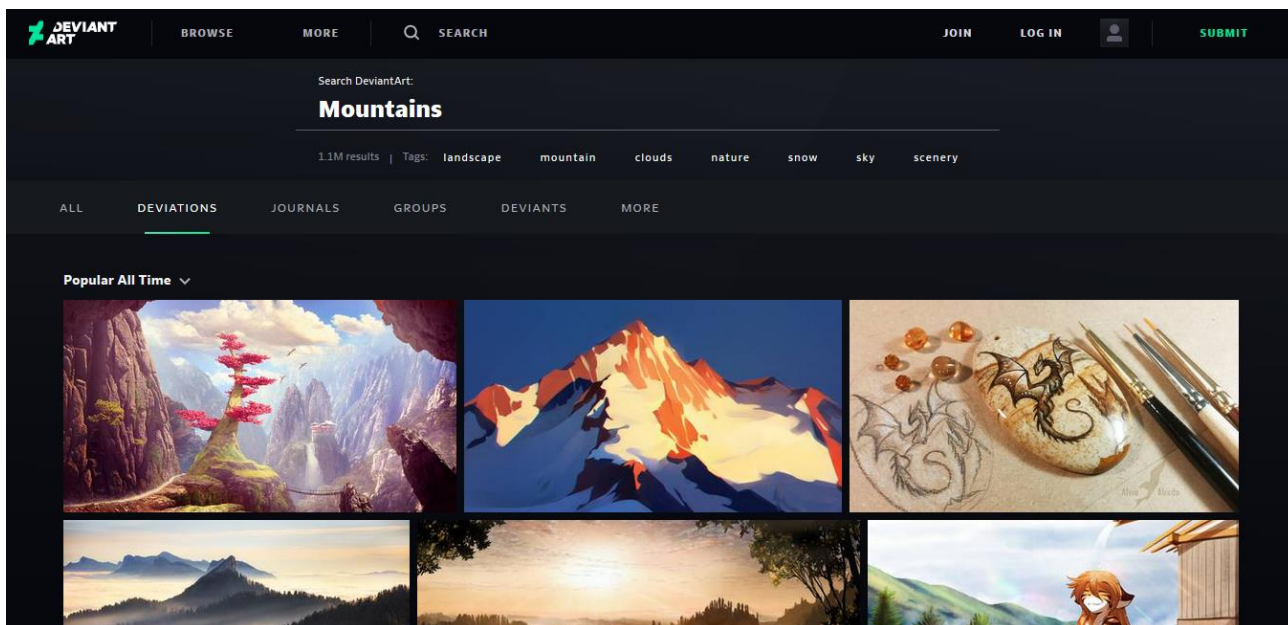 DEVIANT
ART
BROWSE
MORE
SEARCH
JOIN
LOG IN
SUBMIT
Search DeviantArt:
Mountains
1.1M results | Tags: landscape mountain clouds nature snow sky scenery
ALL DEVIATIONS JOURNALS GROUPS DEVIANTS MORE
Popular All Time